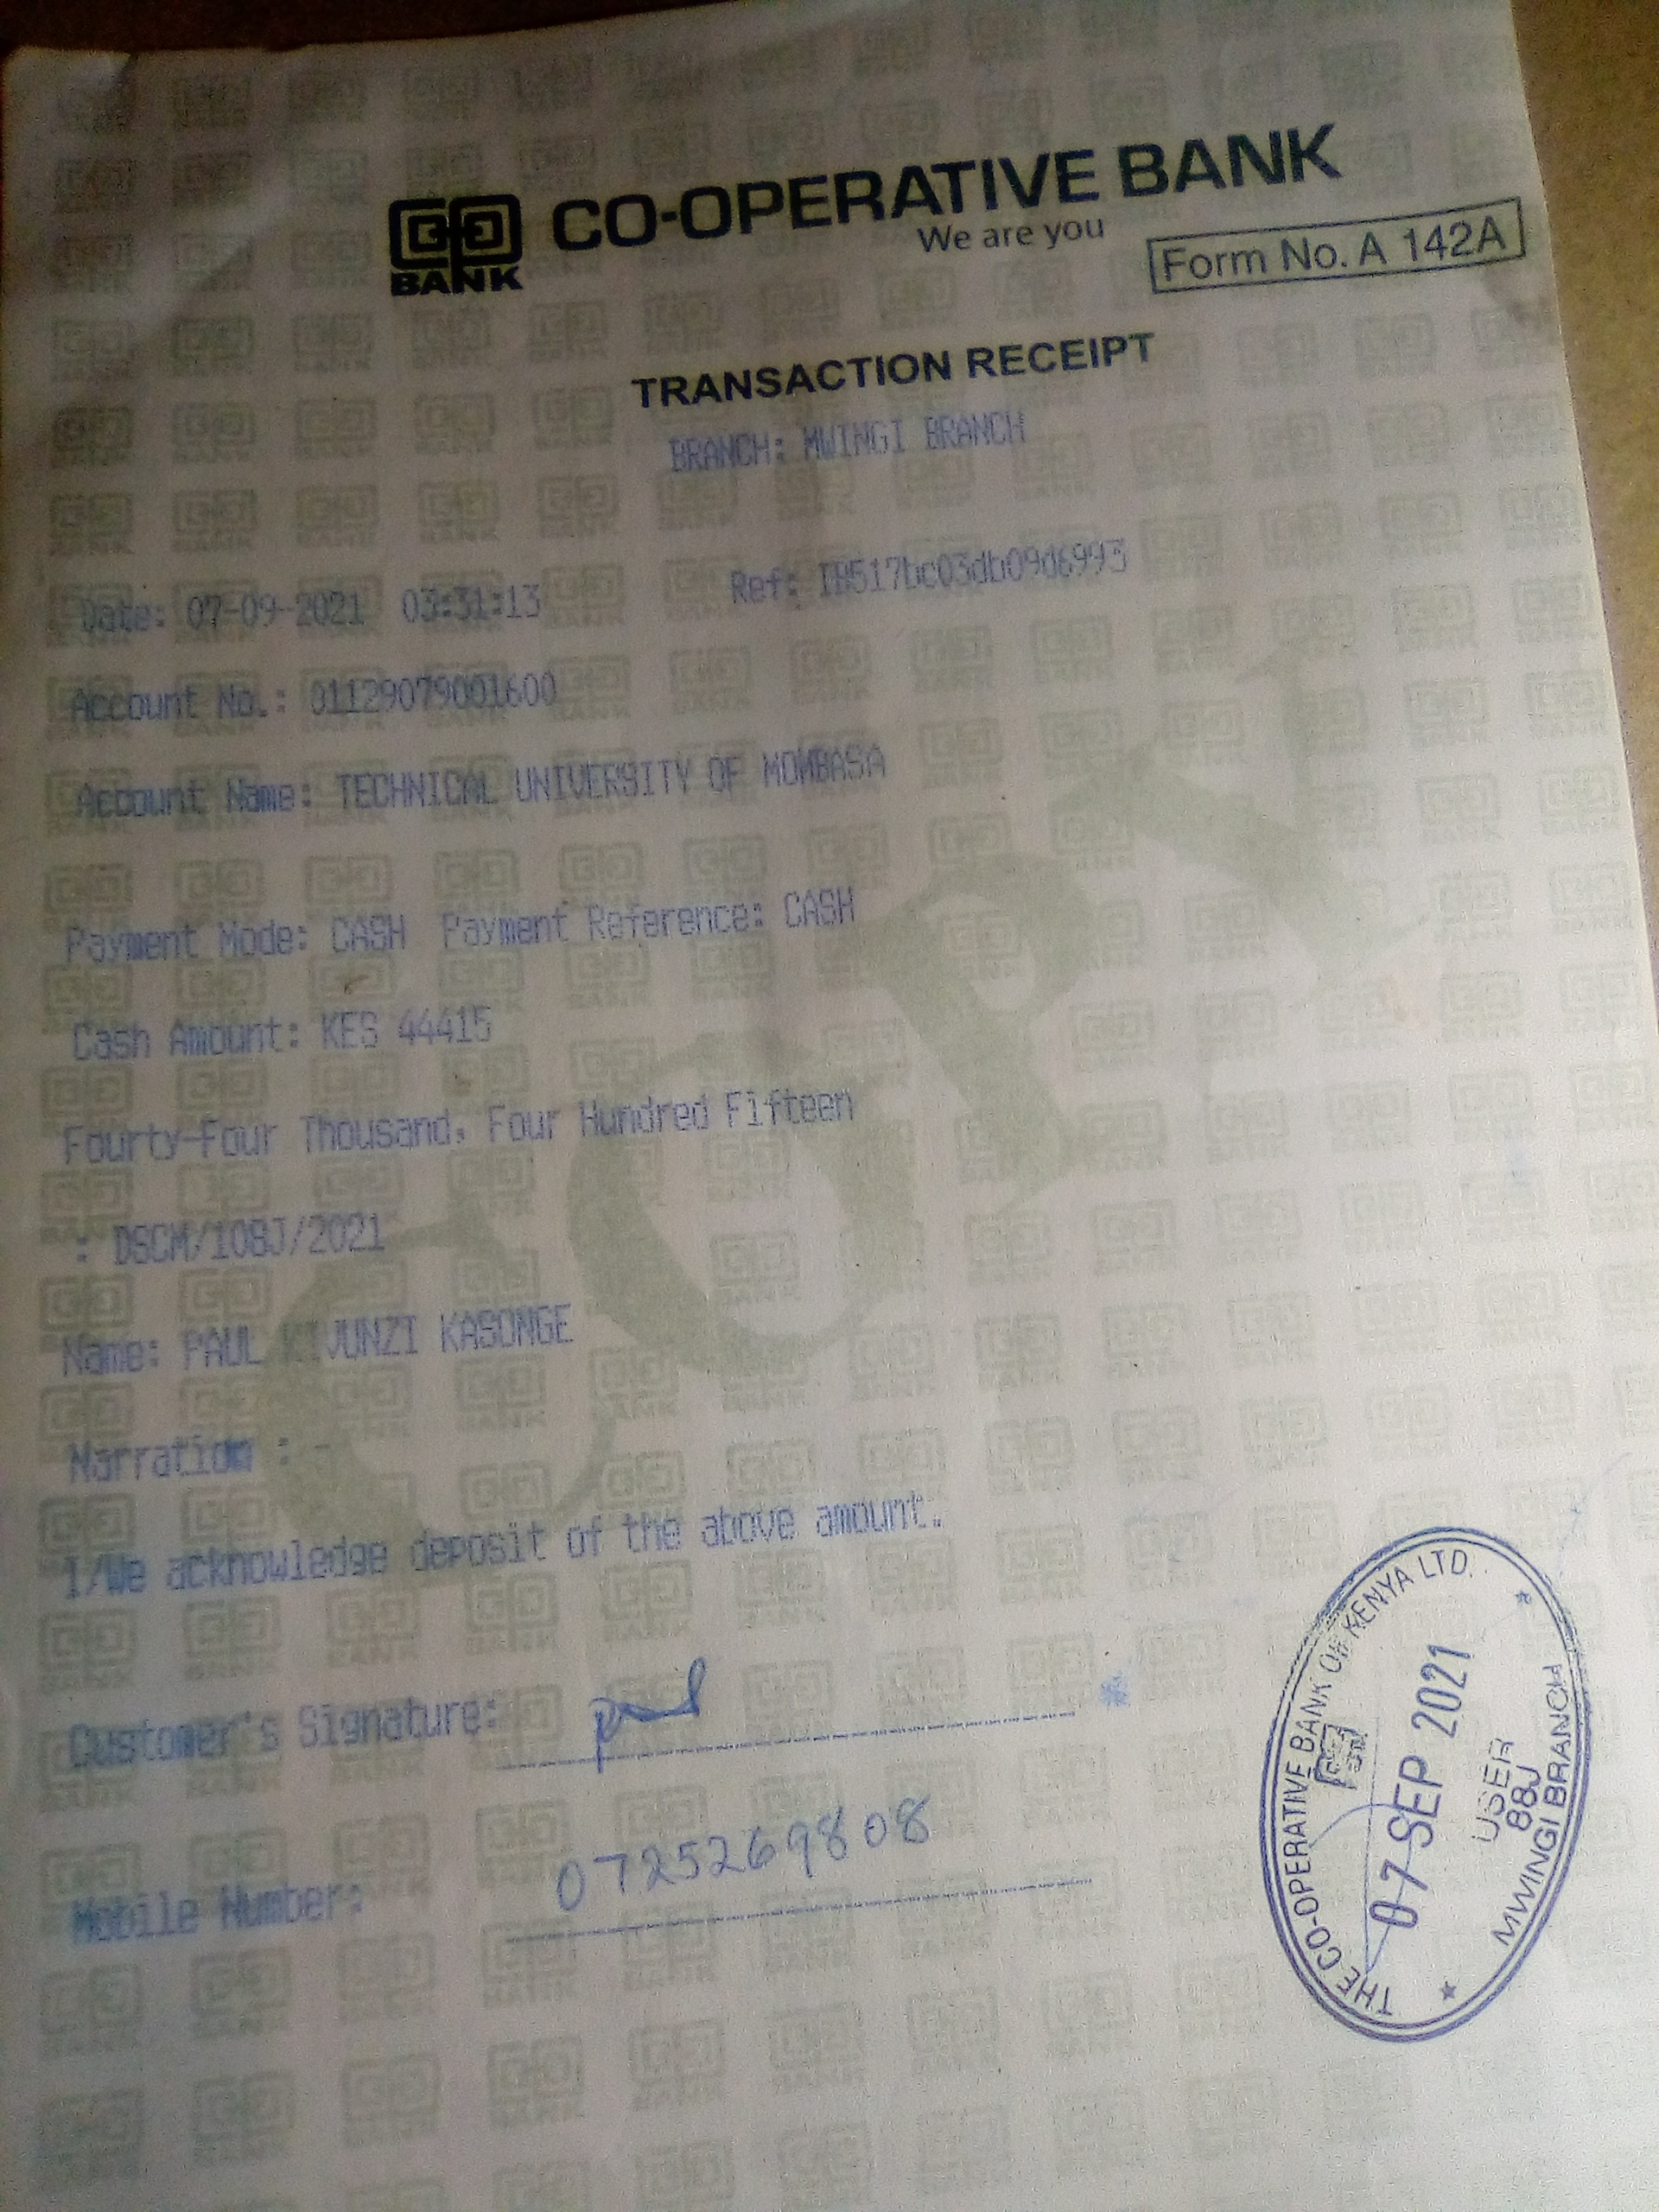 CO-OPERATIVE BANK
We are you
BANK
Form No. A 142A
TRANSACTION RECEIPT
BRANCH: MWINGI BRANCH
Date: 07-09-2021 03:31:13 Ref: IB517bc03db09d6993
Account No.: 01129079001600
Account Name: TECHNICAL UNIVERSITY OF MOMBASA
Payment Mode: CASH Payment Reference: CASH
Cash Amount: KES 44415
Fourty-Four Thousand, Four Hundred Fifteen
: DSCM/108J/2021
Name: PAUL KIVUNZI KASONGE
Narration : -
I/We acknowledge deposit of the above amount.
Customer's Signature:
Mobile Number: 0725269808
THE CO-OPERATIVE BANK OF KENYA LTD.
07 SEP 2021
USER
88J
MWINGI BRANCH
COPY